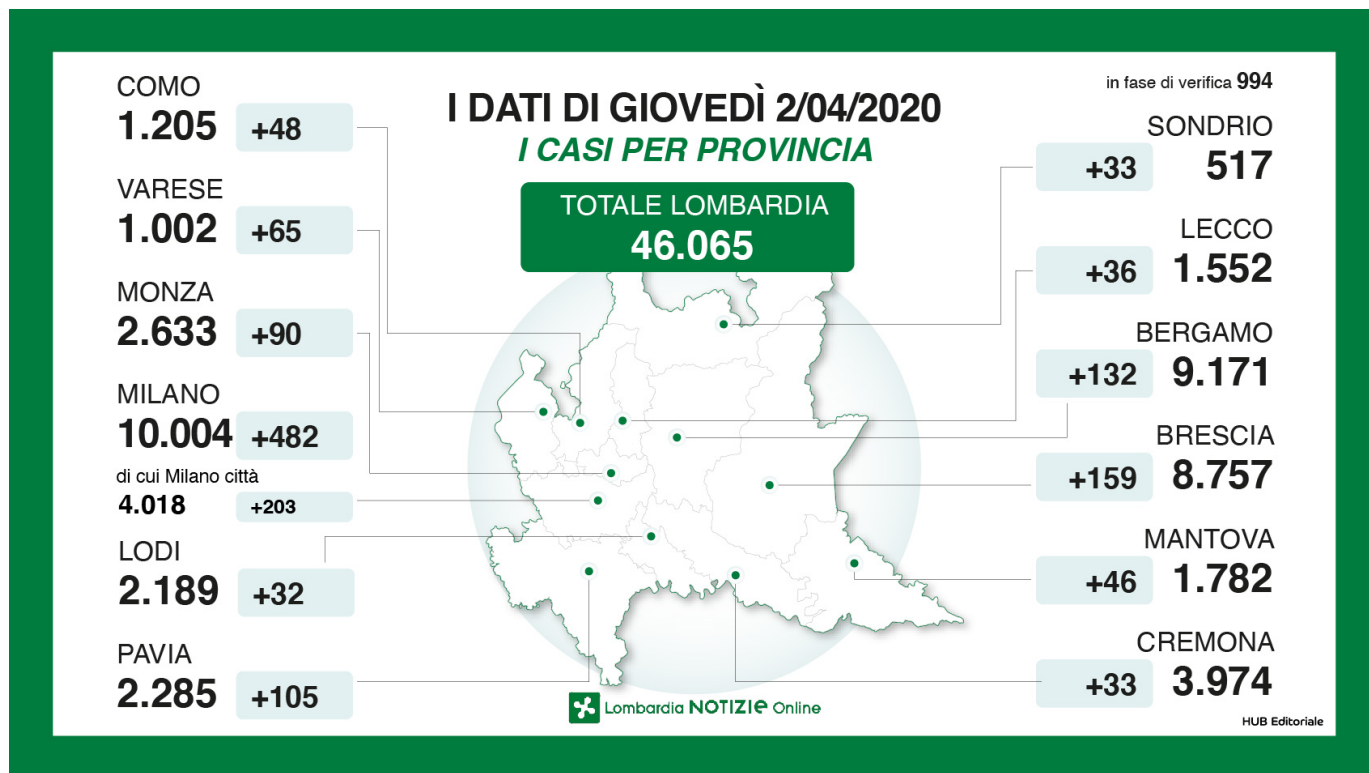 I DATI DI GIOVEDÌ 2/04/2020
I CASI PER PROVINCIA
TOTALE LOMBARDIA
46.065
COMO
1.205 +48
VARESE
1.002 +65
MONZA
2.633 +90
MILANO
10.004 +482
di cui Milano città
4.018 +203
LODI
2.189 +32
PAVIA
2.285 +105
in fase di verifica 994
SONDRIO
+33 517
LECCO
+36 1.552
BERGAMO
+132 9.171
BRESCIA
+159 8.757
MANTOVA
+46 1.782
CREMONA
+33 3.974
Lombardia NOTIZIE Online
HUB Editoriale